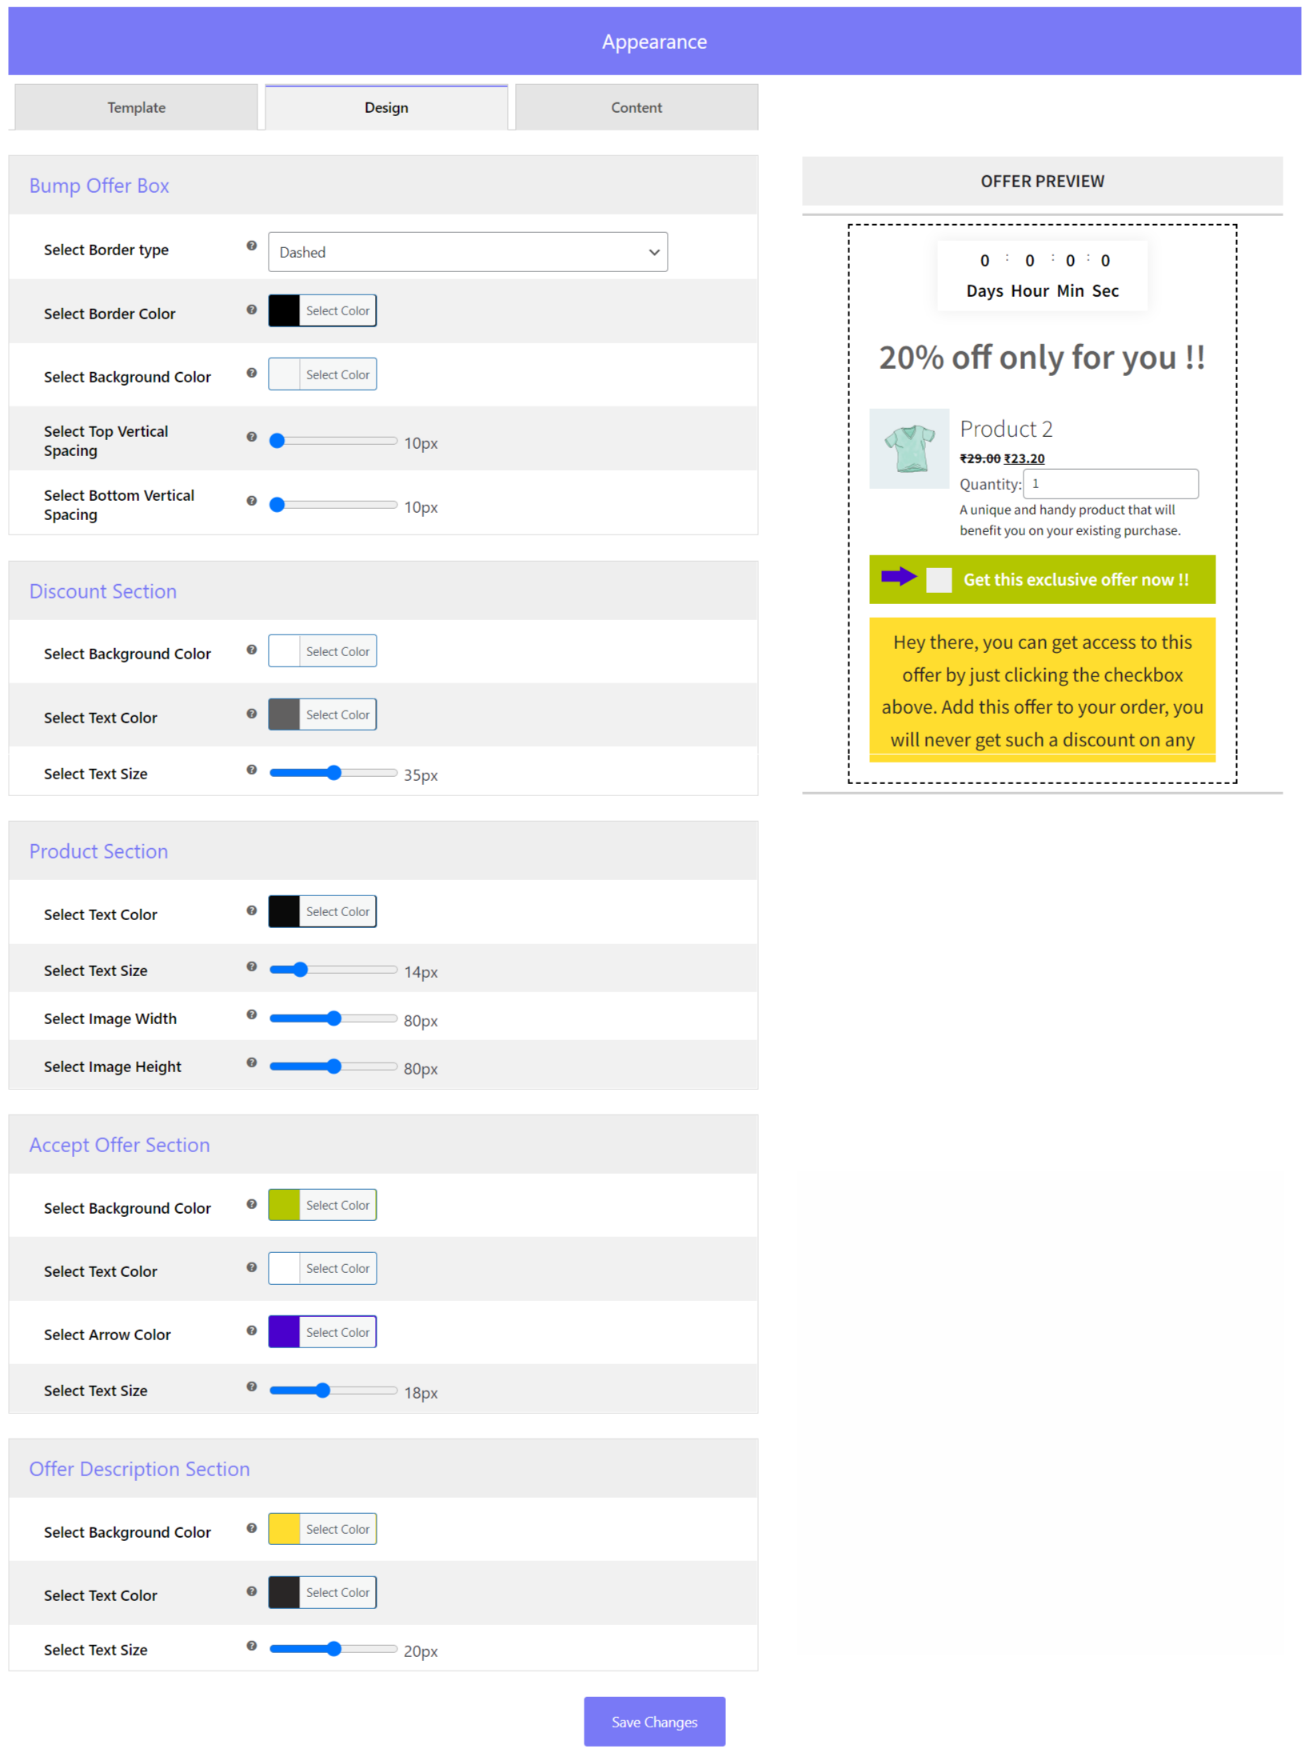 Appearance
Template
Design
Content
Bump Offer Box
Select Border type
Dashed
Select Border Color
Select Color
Select Background Color
Select Color
Select Top Vertical
Spacing
10px
Select Bottom Vertical
Spacing
10px
Discount Section
Select Background Color
Select Color
Select Text Color
Select Color
Select Text Size
35px
Product Section
Select Text Color
Select Color
Select Text Size
14px
Select Image Width
80px
Select Image Height
80px
Accept Offer Section
Select Background Color
Select Color
Select Text Color
Select Color
Select Arrow Color
Select Color
Select Text Size
18px
Offer Description Section
Select Background Color
Select Color
Select Text Color
Select Color
Select Text Size
20px
OFFER PREVIEW
0 : 0 : 0 : 0
Days Hour Min Sec
20% off only for you !!
Product 2
₹29.00 ₹23.20
Quantity: 1
A unique and handy product that will
benefit you on your existing purchase.
Get this exclusive offer now !!
Hey there, you can get access to this
offer by just clicking the checkbox
above. Add this offer to your order, you
will never get such a discount on any
Save Changes